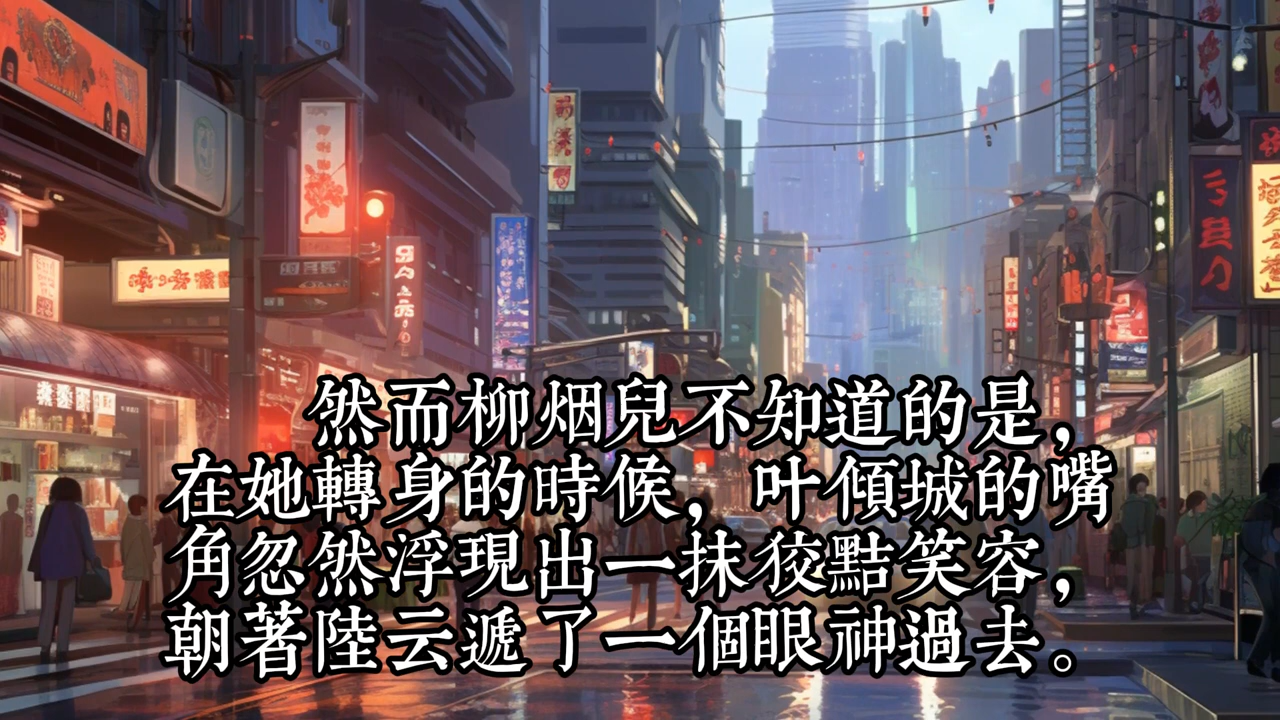 然而柳烟兒不知道的是，
在她轉身的時候，叶傾城的嘴
角忽然浮現出一抹狡黠笑容，
朝著陸云遞了一個眼神過去。